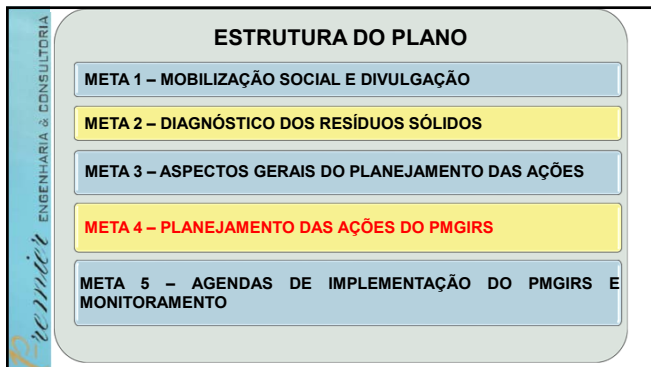 ESTRUTURA DO PLANO
META 1 – MOBILIZAÇÃO SOCIAL E DIVULGAÇÃO
META 2 – DIAGNÓSTICO DOS RESÍDUOS SÓLIDOS
META 3 – ASPECTOS GERAIS DO PLANEJAMENTO DAS AÇÕES
META 4 – PLANEJAMENTO DAS AÇÕES DO PMGIRS
META 5 – AGENDAS DE IMPLEMENTAÇÃO DO PMGIRS E
MONITORAMENTO
Premier ENGENHARIA & CONSULTORIA